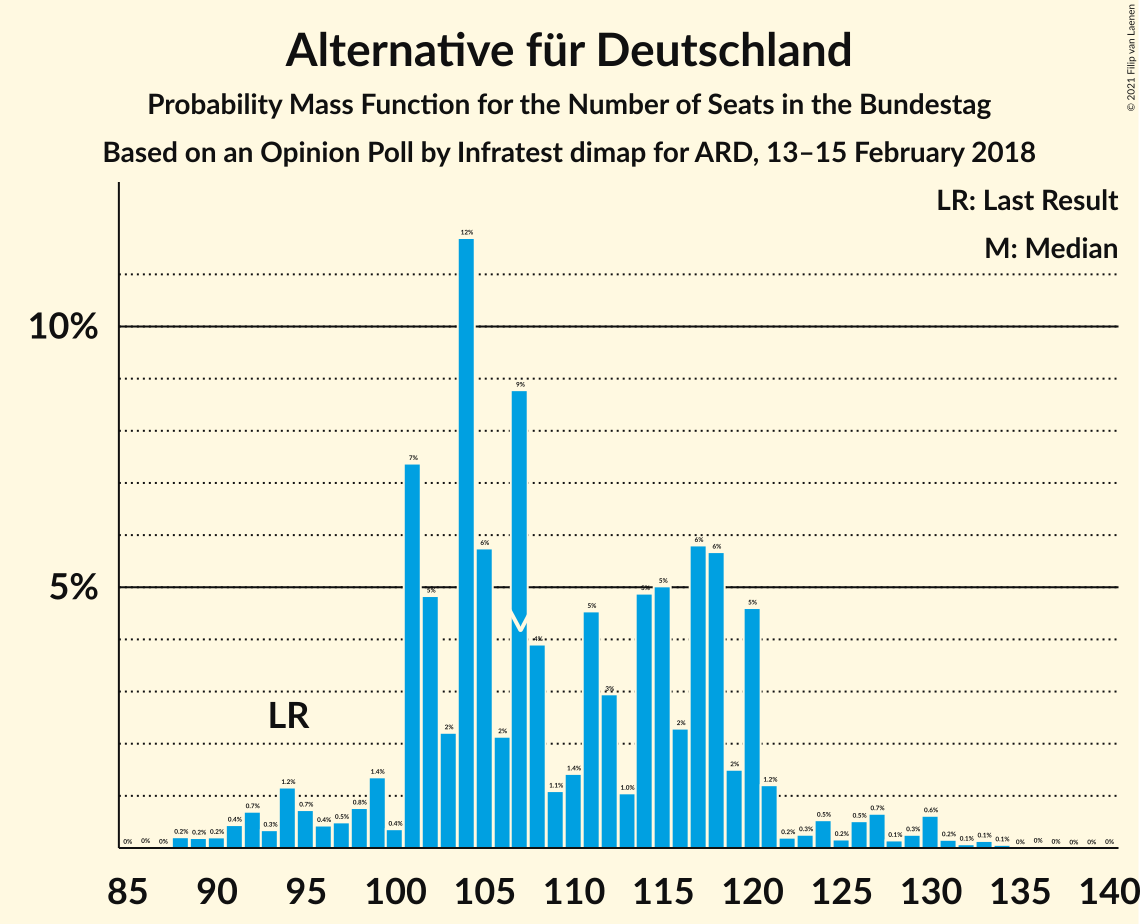 Alternative für Deutschland
Probability Mass Function for the Number of Seats in the Bundestag
Based on an Opinion Poll by Infratest dimap for ARD, 13–15 February 2018
© 2021 Filip van Laenen
LR: Last Result
M: Median
10%
5%
LR
0% 0% 0% 0.2% 0.2% 0.2% 0.4% 0.7% 0.3% 1.2% 0.7% 0.4% 0.5% 0.8% 1.4% 0.4% 7% 5% 2% 12% 6% 2% 9% 4% 1.1% 1.4% 5% 3% 1.0% 5% 5% 2% 6% 6% 2% 5% 1.2% 0.2% 0.3% 0.5% 0.2% 0.5% 0.7% 0.1% 0.3% 0.6% 0.2% 0.1% 0.1% 0.1% 0% 0% 0% 0% 0% 0%
85 90 95 100 105 110 115 120 125 130 135 140